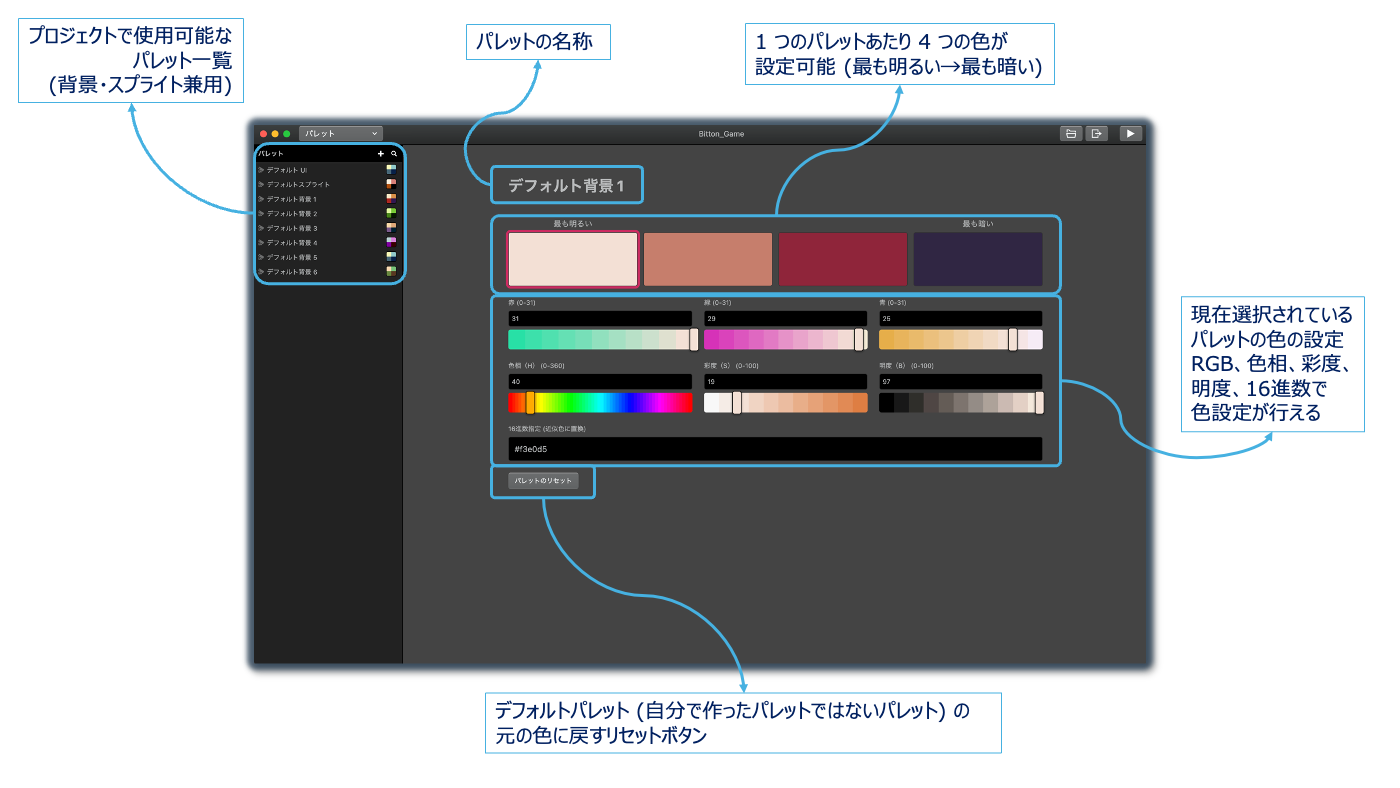 プロジェクトで使用可能な
パレット一覧
(背景・スプライト兼用)
パレットの名称
1 つのパレットあたり 4 つの色が
設定可能 (最も明るい→最も暗い)
パレット
Bitton_Game
パレット
デフォルト UI
デフォルトスプライト
デフォルト背景 1
デフォルト背景 2
デフォルト背景 3
デフォルト背景 4
デフォルト背景 5
デフォルト背景 6
デフォルト背景 1
最も明るい
最も暗い
赤 (0-31)
緑 (0-31)
青 (0-31)
31
29
25
色相（H） (0-360)
彩度（S） (0-100)
明度（B） (0-100)
40
19
97
16進数指定 (近似色に置換)
#f3e0d5
パレットのリセット
現在選択されている
パレットの色の設定
RGB、色相、彩度、
明度、16進数で
色設定が行える
デフォルトパレット (自分で作ったパレットではないパレット) の
元の色に戻すリセットボタン